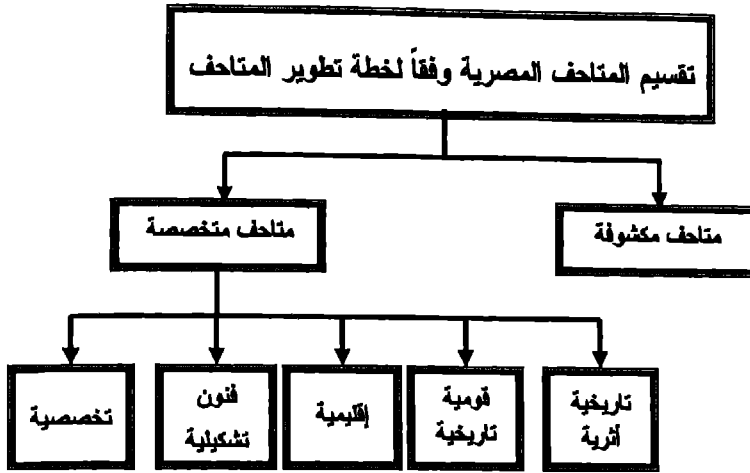 تقسيم المتاحف المصرية وفقاً لخطة تطوير المتاحف
متاحف مكشوفة
متاحف متخصصة
تاريخية
أثرية
قومية
تاريخية
إقليمية
فنون
تشكيلية
تخصصية